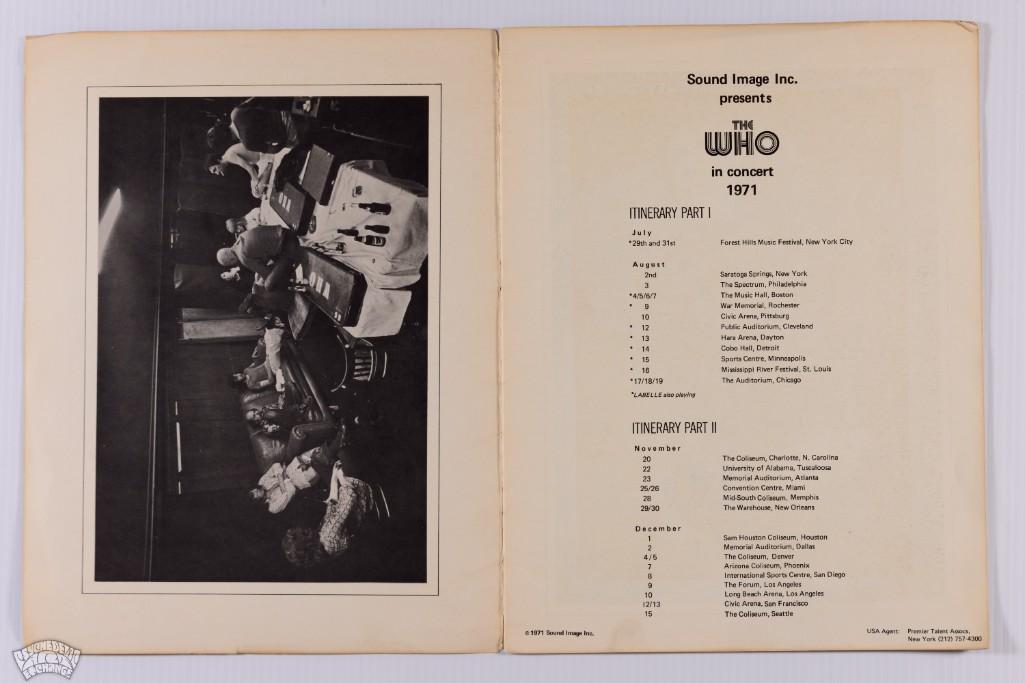 Sound Image Inc.
presents
THE
WHO
in concert
1971
ITINERARY PART I
July
*29th and 31st Forest Hills Music Festival, New York City
August
2nd Saratoga Springs, New York
3 The Spectrum, Philadelphia
*4/5/6/7 The Music Hall, Boston
* 9 War Memorial, Rochester
10 Civic Arena, Pittsburg
* 12 Public Auditorium, Cleveland
* 13 Hara Arena, Dayton
* 14 Cobo Hall, Detroit
* 15 Sports Centre, Minneapolis
* 16 Mississippi River Festival, St. Louis
*17/18/19 The Auditorium, Chicago
*LABELLE also playing
ITINERARY PART II
November
20 The Coliseum, Charlotte, N. Carolina
22 University of Alabama, Tuscaloosa
23 Memorial Auditorium, Atlanta
25/26 Convention Centre, Miami
28 Mid-South Coliseum, Memphis
29/30 The Warehouse, New Orleans
December
1 Sam Houston Coliseum, Houston
2 Memorial Auditorium, Dallas
4/5 The Coliseum, Denver
7 Arizona Coliseum, Phoenix
8 International Sports Centre, San Diego
9 The Forum, Los Angeles
10 Long Beach Arena, Los Angeles
12/13 Civic Arena, San Francisco
15 The Coliseum, Seattle
© 1971 Sound Image Inc.
USA Agent: Premier Talent Assocs.
New York (212) 757-4300
PSYCHEDELIC
ART
EXCHANGE